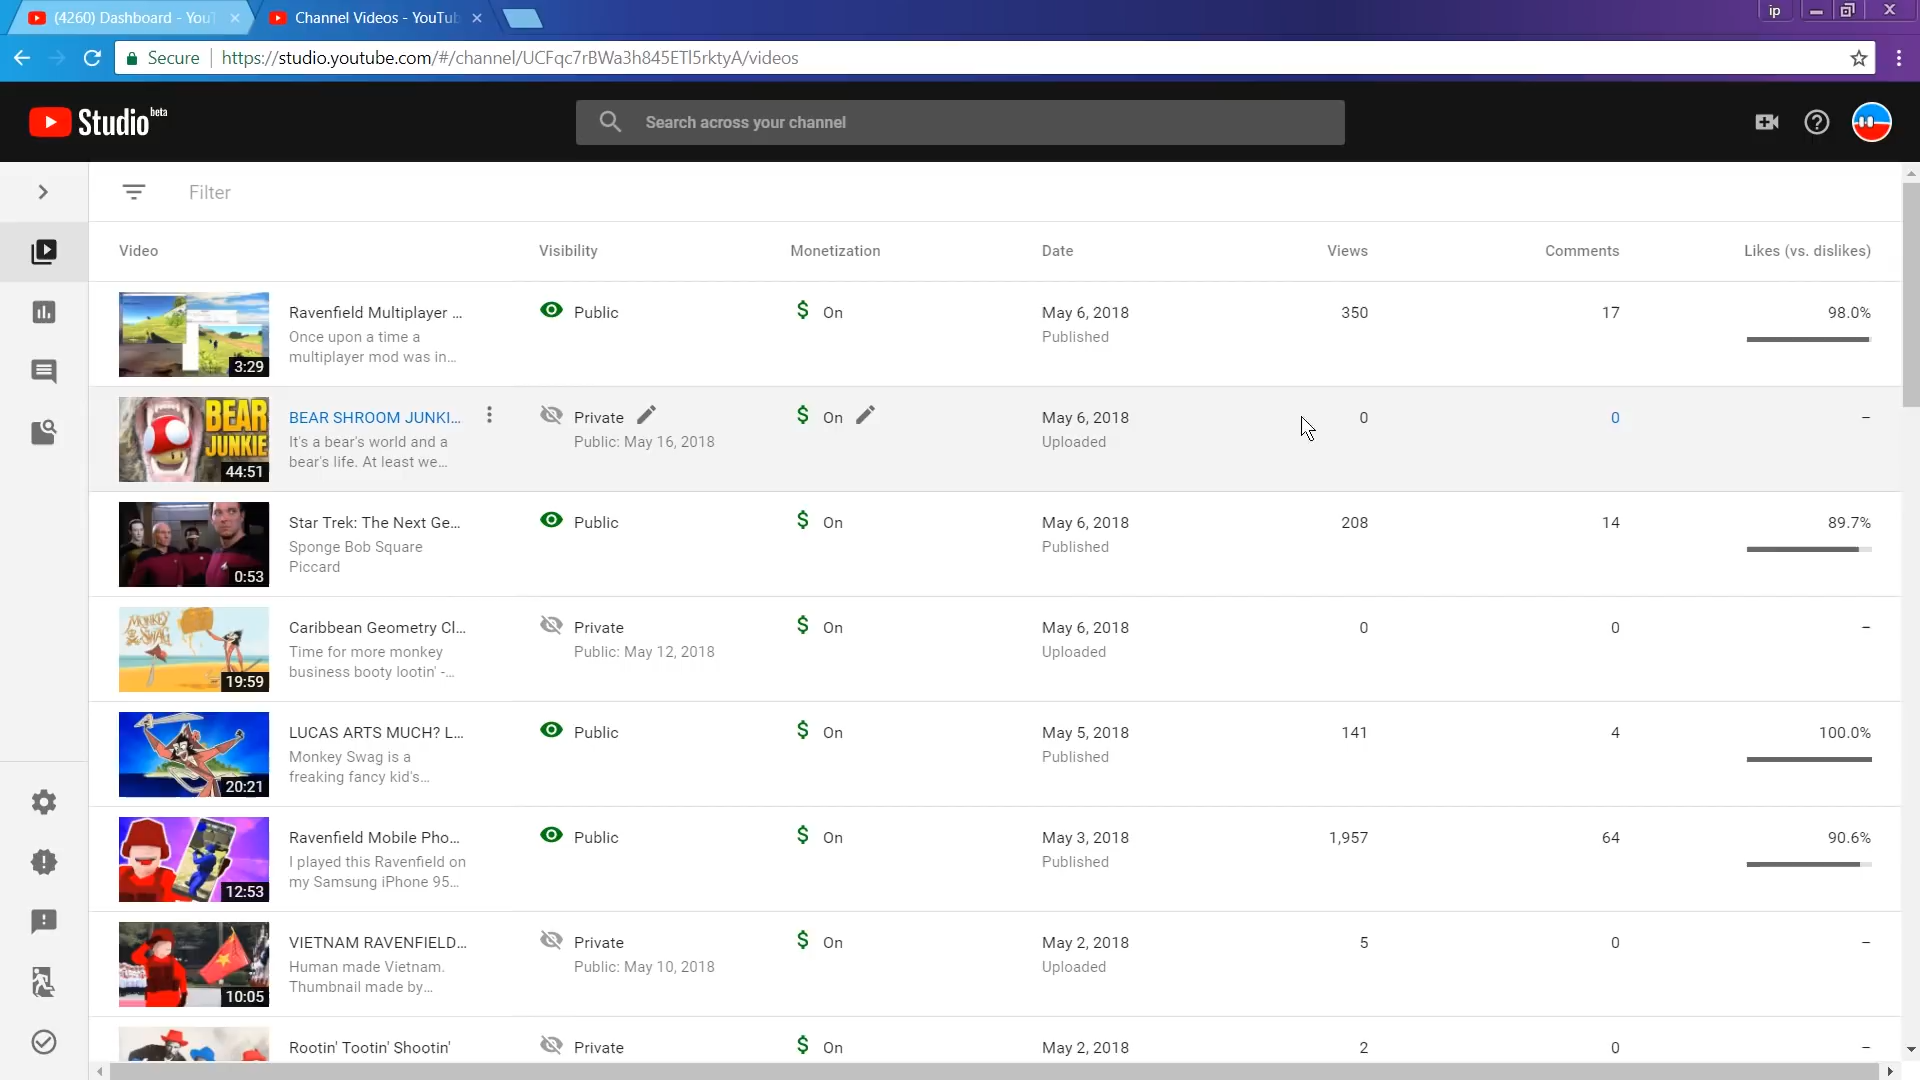 (4260) Dashboard - YouT
Channel Videos - YouTub
ip
Secure
https://studio.youtube.com/#/channel/UCFqc7rBWa3h845ETl5rktyA/videos
Studio beta
Search across your channel
Filter
Video Visibility Monetization Date Views Comments Likes (vs. dislikes)
Ravenfield Multiplayer ... Public $ On May 6, 2018 350 17 98.0%
Once upon a time a Published
multiplayer mod was in...
3:29
BEAR SHROOM JUNKI... Private $ On May 6, 2018 0 0 –
It's a bear's world and a Public: May 16, 2018 Uploaded
bear's life. At least we...
BEAR
JUNKIE
44:51
Star Trek: The Next Ge... Public $ On May 6, 2018 208 14 89.7%
Sponge Bob Square Published
Piccard
0:53
Caribbean Geometry Cl... Private $ On May 6, 2018 0 0 –
Time for more monkey Public: May 12, 2018 Uploaded
business booty lootin' -...
MONKEY
SWAG
19:59
LUCAS ARTS MUCH? L... Public $ On May 5, 2018 141 4 100.0%
Monkey Swag is a Published
freaking fancy kid's...
20:21
Ravenfield Mobile Pho... Public $ On May 3, 2018 1,957 64 90.6%
I played this Ravenfield on Published
my Samsung iPhone 95...
12:53
VIETNAM RAVENFIELD... Private $ On May 2, 2018 5 0 –
Human made Vietnam. Public: May 10, 2018 Uploaded
Thumbnail made by...
10:05
Rootin' Tootin' Shootin' Private $ On May 2, 2018 2 0 –